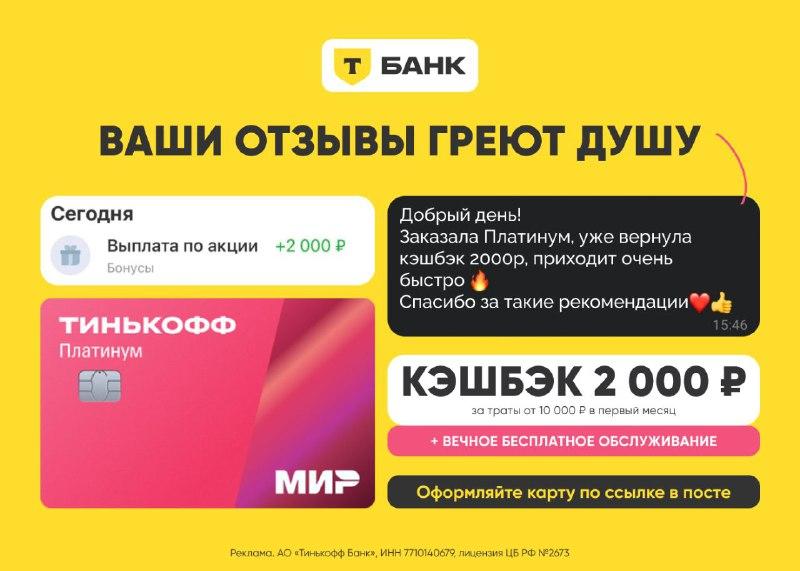 Т БАНК
ВАШИ ОТЗЫВЫ ГРЕЮТ ДУШУ
Сегодня
Выплата по акции +2 000 ₽
Бонусы
ТИНЬКОФФ
Платинум
МИР
Добрый день!
Заказала Платинум, уже вернула
кэшбэк 2000р, приходит очень
быстро 🔥
Спасибо за такие рекомендации❤️👍
15:46
КЭШБЭК 2 000 ₽
за траты от 10 000 ₽ в первый месяц
+ ВЕЧНОЕ БЕСПЛАТНОЕ ОБСЛУЖИВАНИЕ
Оформляйте карту по ссылке в посте
Реклама. АО «Тинькофф Банк», ИНН 7710140679, лицензия ЦБ РФ №2673